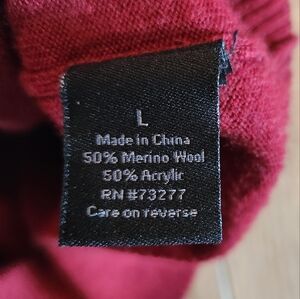 L
Made in China
50% Merino Wool
50% Acrylic
RN #73277
Care on reverse